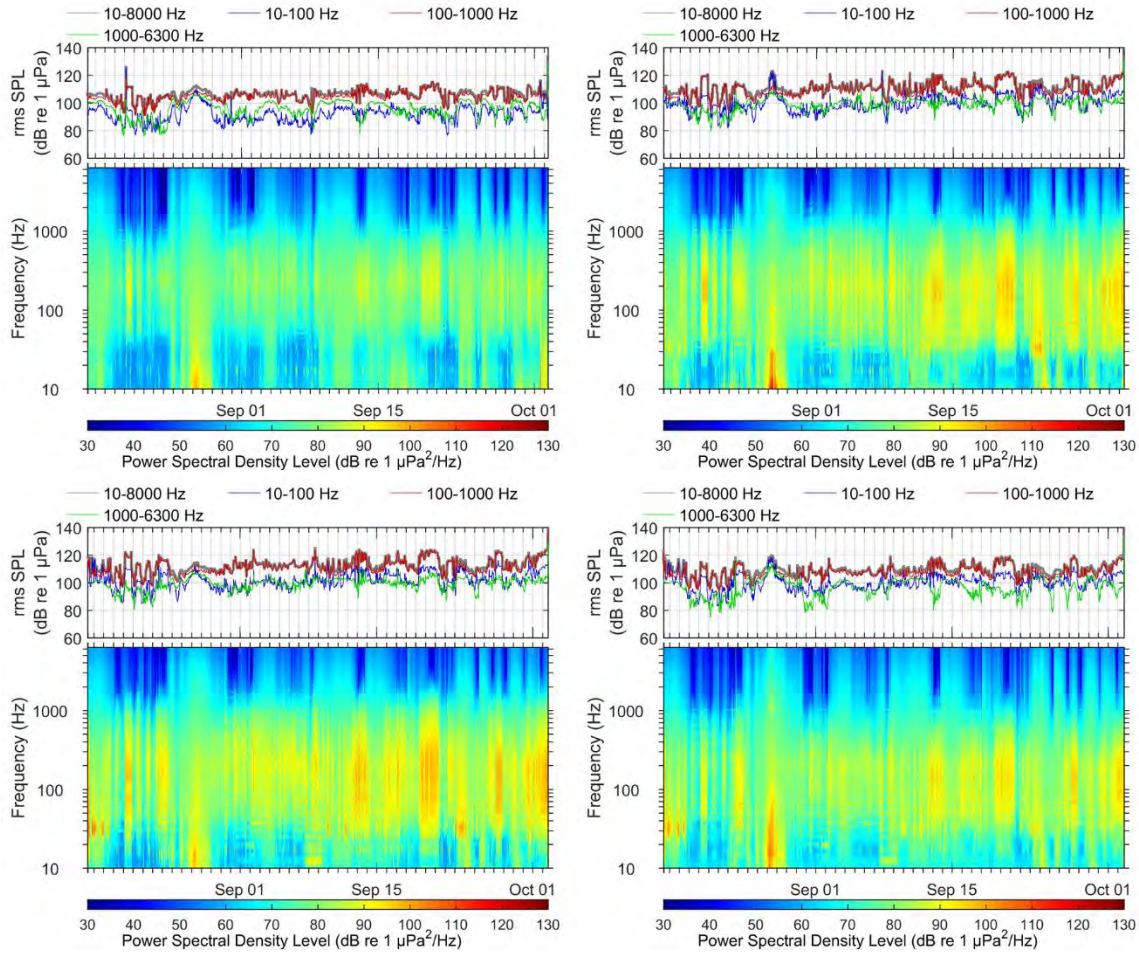 10-8000 Hz 10-100 Hz 100-1000 Hz
1000-6300 Hz
140
120
100
80
60
rms SPL
(dB re 1 µPa)
1000
100
10
Frequency (Hz)
Sep 01 Sep 15 Oct 01
30 40 50 60 70 80 90 100 110 120 130
Power Spectral Density Level (dB re 1 µPa²/Hz)
10-8000 Hz 10-100 Hz 100-1000 Hz
1000-6300 Hz
140
120
100
80
60
rms SPL
(dB re 1 µPa)
1000
100
10
Frequency (Hz)
Sep 01 Sep 15 Oct 01
30 40 50 60 70 80 90 100 110 120 130
Power Spectral Density Level (dB re 1 µPa²/Hz)
10-8000 Hz 10-100 Hz 100-1000 Hz
1000-6300 Hz
140
120
100
80
60
rms SPL
(dB re 1 µPa)
1000
100
10
Frequency (Hz)
Sep 01 Sep 15 Oct 01
30 40 50 60 70 80 90 100 110 120 130
Power Spectral Density Level (dB re 1 µPa²/Hz)
10-8000 Hz 10-100 Hz 100-1000 Hz
1000-6300 Hz
140
120
100
80
60
rms SPL
(dB re 1 µPa)
1000
100
10
Frequency (Hz)
Sep 01 Sep 15 Oct 01
30 40 50 60 70 80 90 100 110 120 130
Power Spectral Density Level (dB re 1 µPa²/Hz)